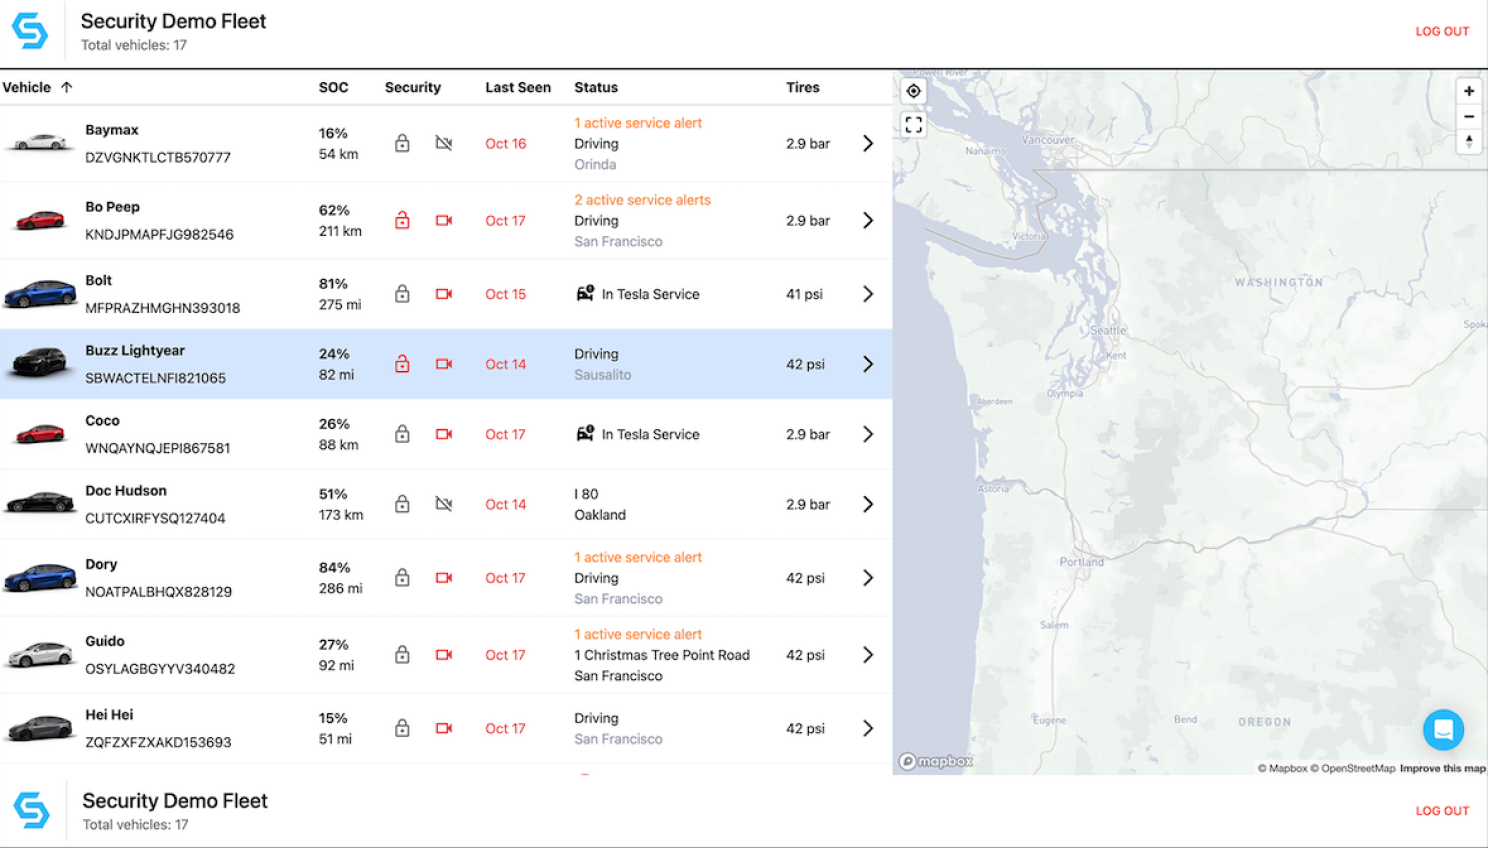 Security Demo Fleet
Total vehicles: 17
LOG OUT
Vehicle SOC Security Last Seen Status Tires
Baymax
DZVGNKTLCTB570777
16%
54 km
Oct 16
1 active service alert
Driving
Orinda
2.9 bar
Bo Peep
KNDJPMAPFJG982546
62%
211 km
Oct 17
2 active service alerts
Driving
San Francisco
2.9 bar
Bolt
MFPRAZHMGHN393018
81%
275 mi
Oct 15
In Tesla Service
41 psi
Buzz Lightyear
SBWACTELNFI821065
24%
82 mi
Oct 14
Driving
Sausalito
42 psi
Coco
WNQAYNQJEPI867581
26%
88 km
Oct 17
In Tesla Service
2.9 bar
Doc Hudson
CUTCXIRFYSQ127404
51%
173 km
Oct 14
I 80
Oakland
2.9 bar
Dory
NOATPALBHQX828129
84%
286 mi
Oct 17
1 active service alert
Driving
San Francisco
42 psi
Guido
OSYLAGBGYYV340482
27%
92 mi
Oct 17
1 active service alert
1 Christmas Tree Point Road
San Francisco
42 psi
Hei Hei
ZQFZXFZXAKD153693
15%
51 mi
Oct 17
Driving
San Francisco
42 psi
Powell River
Vancouver
Nanaimo
Victoria
WASHINGTON
Seattle
Spok
Kent
Olympia
Aberdeen
Astoria
Portland
Salem
Eugene
Bend
OREGON
mapbox
© Mapbox © OpenStreetMap Improve this map
Security Demo Fleet
Total vehicles: 17
LOG OUT